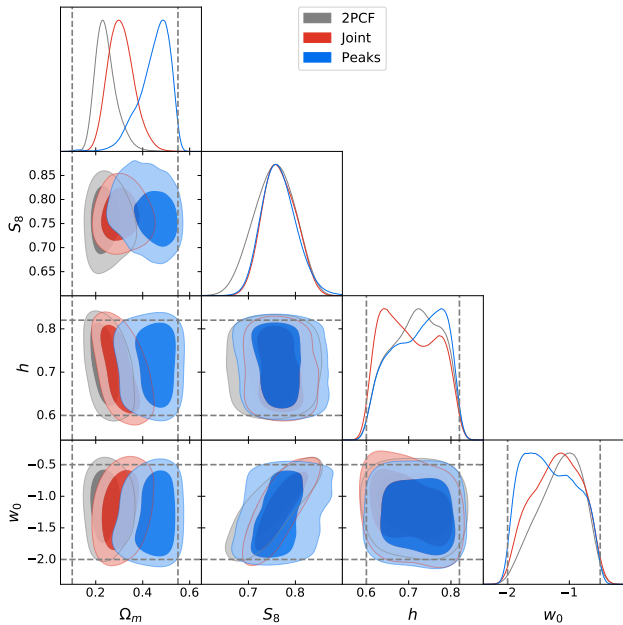 2PCF
Joint
Peaks
S₈
0.85
0.80
0.75
0.70
0.65
h
0.8
0.7
0.6
w₀
−0.5
−1.0
−1.5
−2.0
0.2 0.4 0.6
0.7 0.8
0.6 0.7 0.8
−2 −1
Ωₘ S₈ h w₀